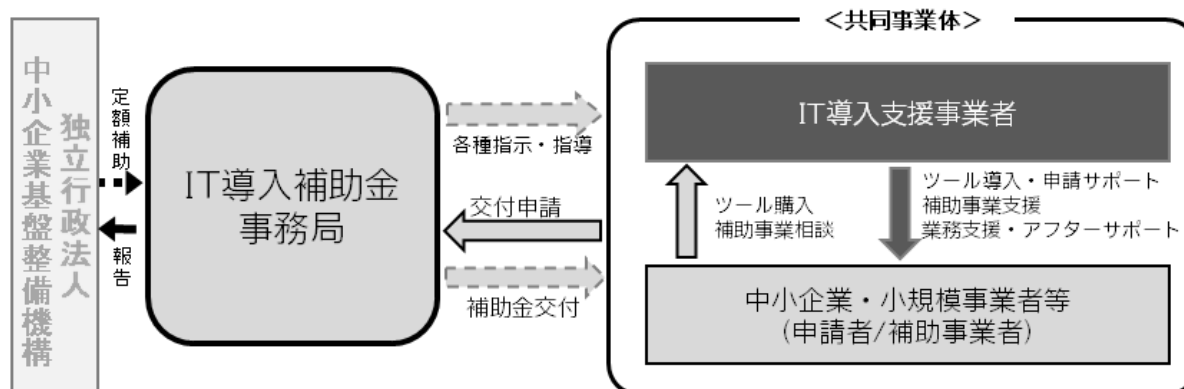 独立行政法人
中小企業基盤整備機構
定額補助
報告
IT導入補助金
事務局
各種指示・指導
交付申請
補助金交付
＜共同事業体＞
IT導入支援事業者
ツール購入
補助事業相談
ツール導入・申請サポート
補助事業支援
業務支援・アフターサポート
中小企業・小規模事業者等
(申請者/補助事業者)